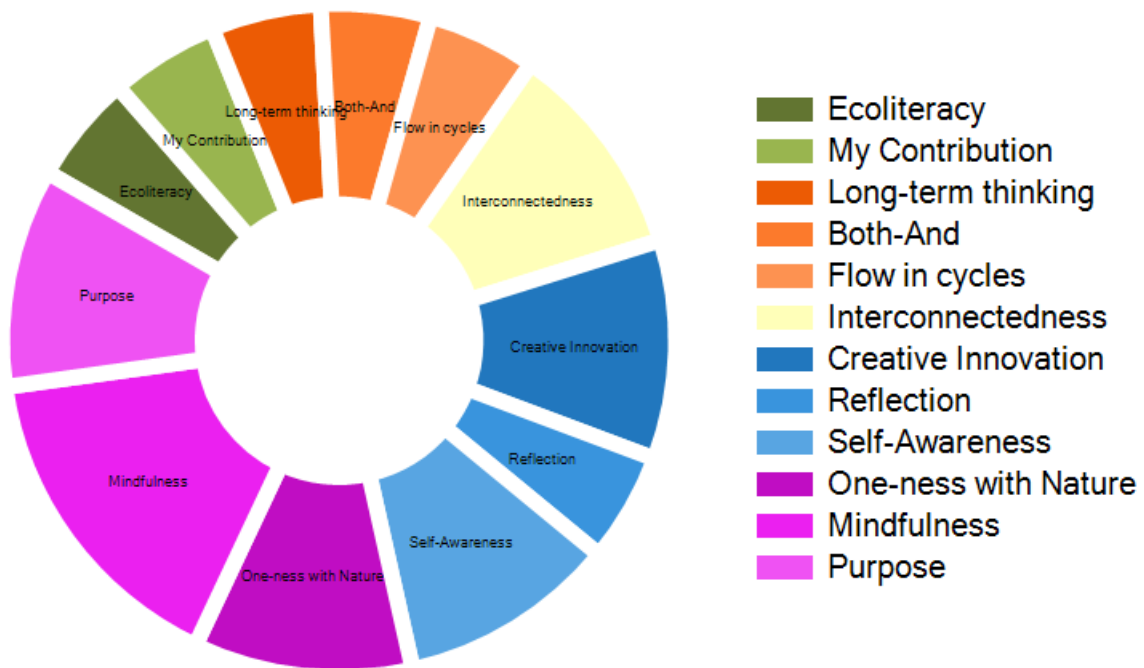 Long-term thinking
Both-And
Flow in cycles
My Contribution
Ecoliteracy
Interconnectedness
Purpose
Creative Innovation
Reflection
Mindfulness
Self-Awareness
One-ness with Nature
Ecoliteracy
My Contribution
Long-term thinking
Both-And
Flow in cycles
Interconnectedness
Creative Innovation
Reflection
Self-Awareness
One-ness with Nature
Mindfulness
Purpose